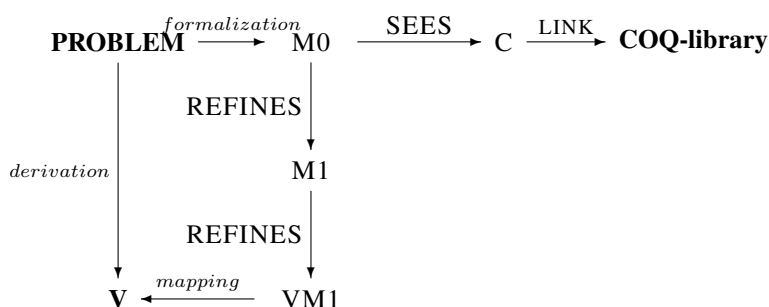 PROBLEM formalization M0 SEES C LINK COQ-library
REFINES
derivation M1
REFINES
V mapping VM1